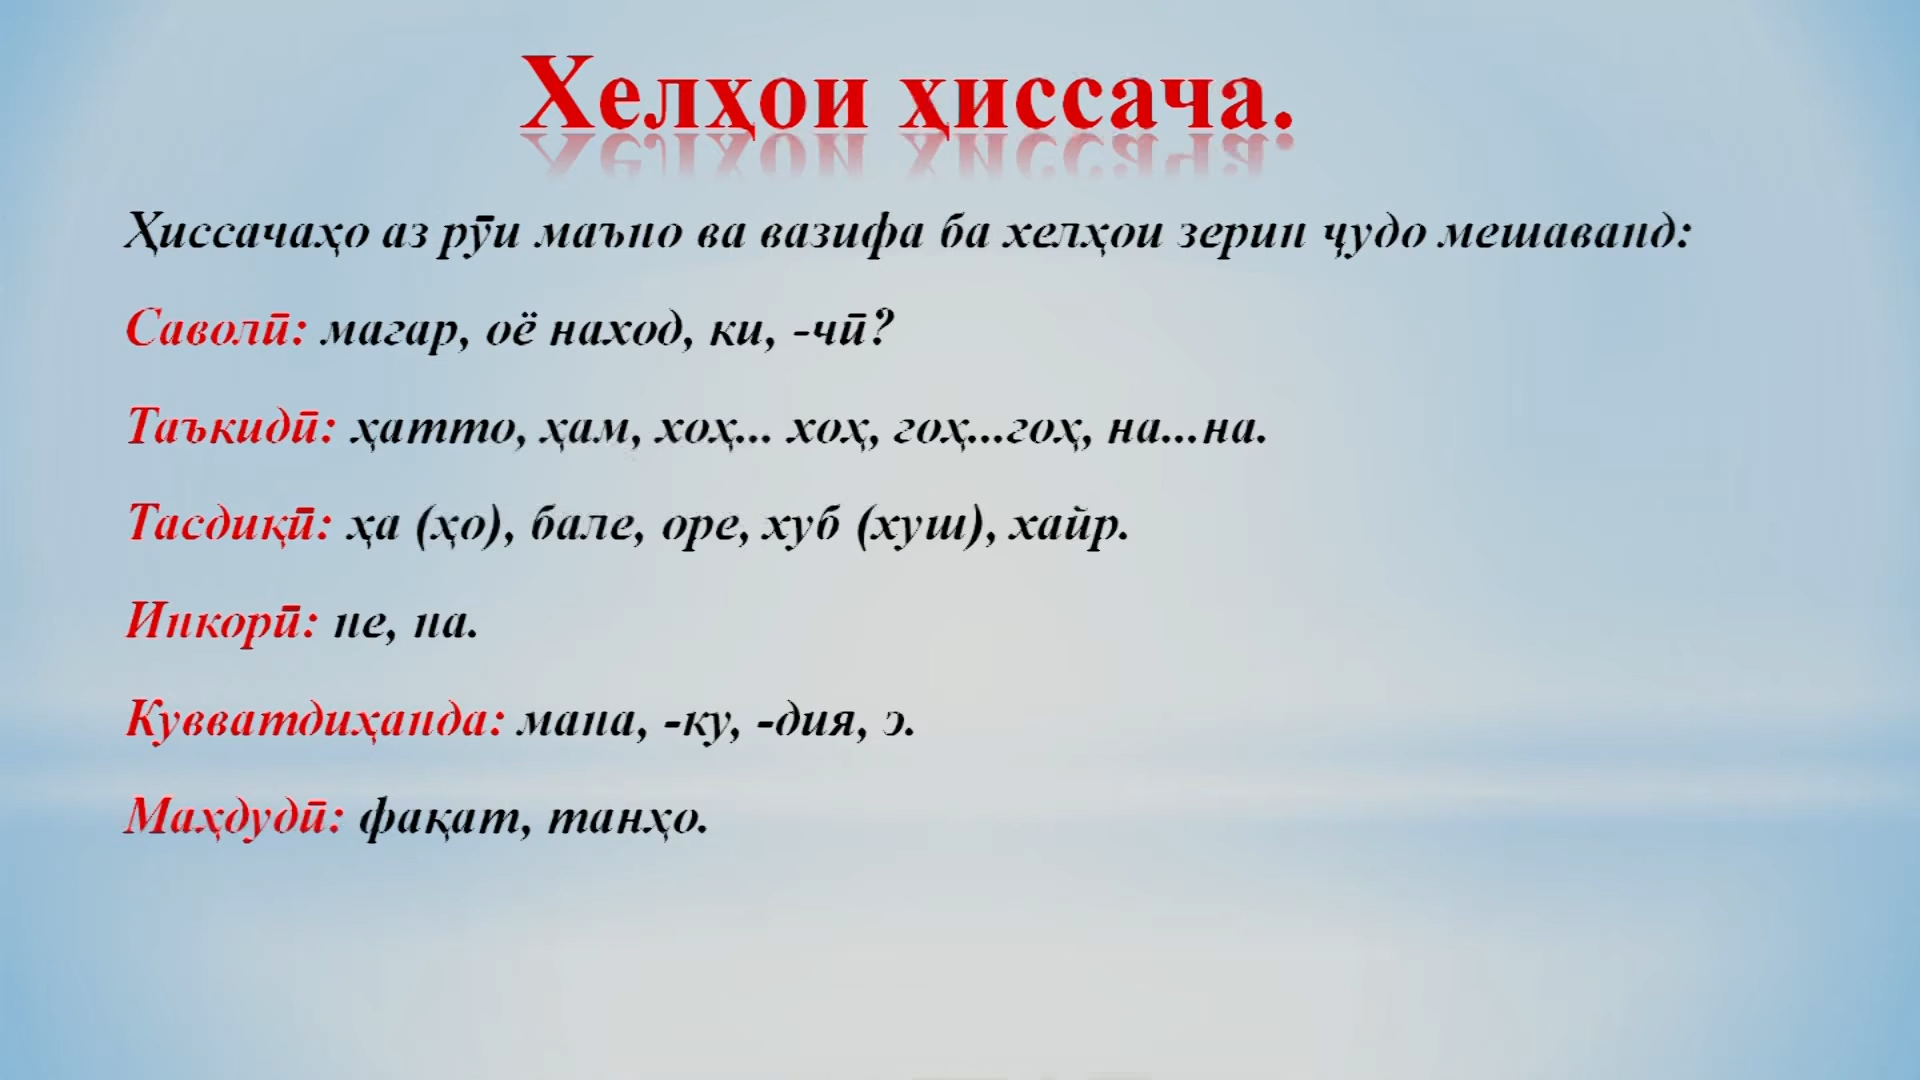 Хелҳои ҳиссача.
Ҳиссачаҳо аз рӯи маъно ва вазифа ба хелҳои зерин ҷудо мешаванд:
Саволӣ: магар, оё наход, ки, -чӣ?
Таъкидӣ: ҳатто, ҳам, хоҳ... хоҳ, гоҳ...гоҳ, на...на.
Тасдиқӣ: ҳа (ҳо), бале, оре, хуб (хуш), хайр.
Инкорӣ: не, на.
Кувватдиҳанда: мана, -ку, -дия, э.
Маҳдудӣ: фақат, танҳо.